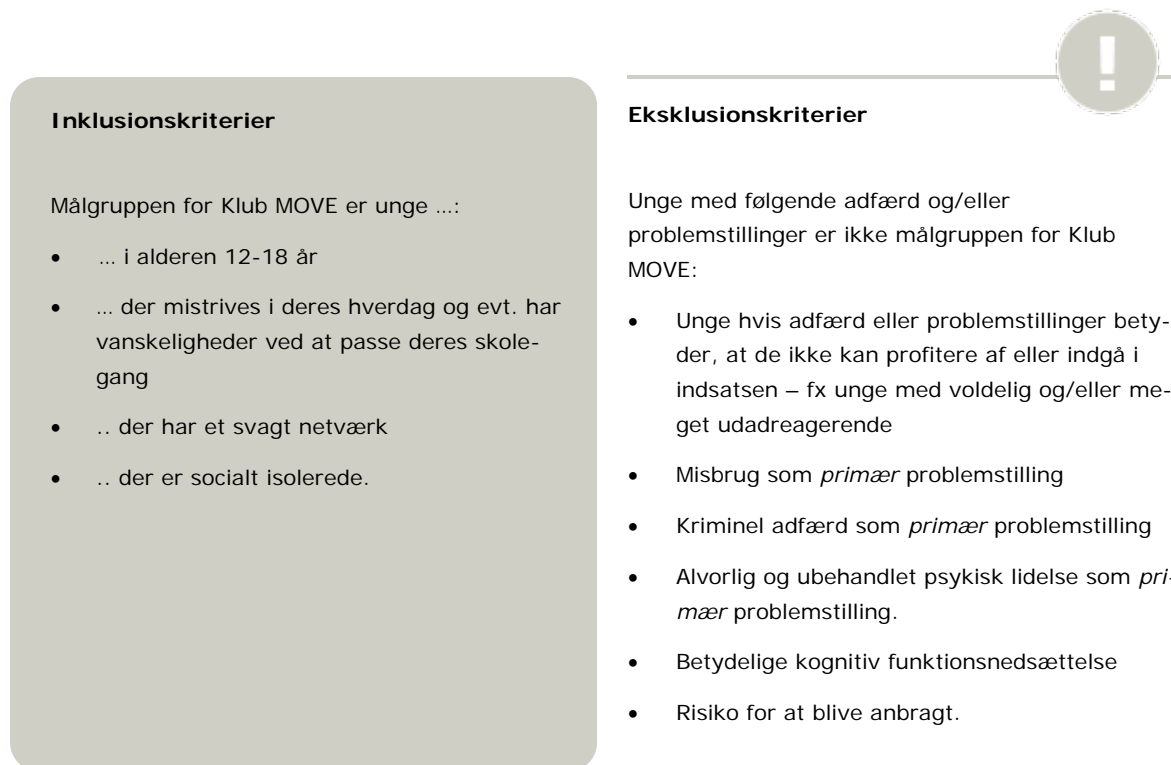 Inklusionskriterier
Målgruppen for Klub MOVE er unge …:
• … i alderen 12-18 år
• … der mistrives i deres hverdag og evt. har
vanskeligheder ved at passe deres skole-
gang
• .. der har et svagt netværk
• .. der er socialt isolerede.
!
Eksklusionskriterier
Unge med følgende adfærd og/eller
problemstillinger er ikke målgruppen for Klub
MOVE:
• Unge hvis adfærd eller problemstillinger bety-
der, at de ikke kan profitere af eller indgå i
indsatsen – fx unge med voldelig og/eller me-
get udadreagerende
• Misbrug som primær problemstilling
• Kriminel adfærd som primær problemstilling
• Alvorlig og ubehandlet psykisk lidelse som pri-
mær problemstilling.
• Betydelige kognitiv funktionsnedsættelse
• Risiko for at blive anbragt.